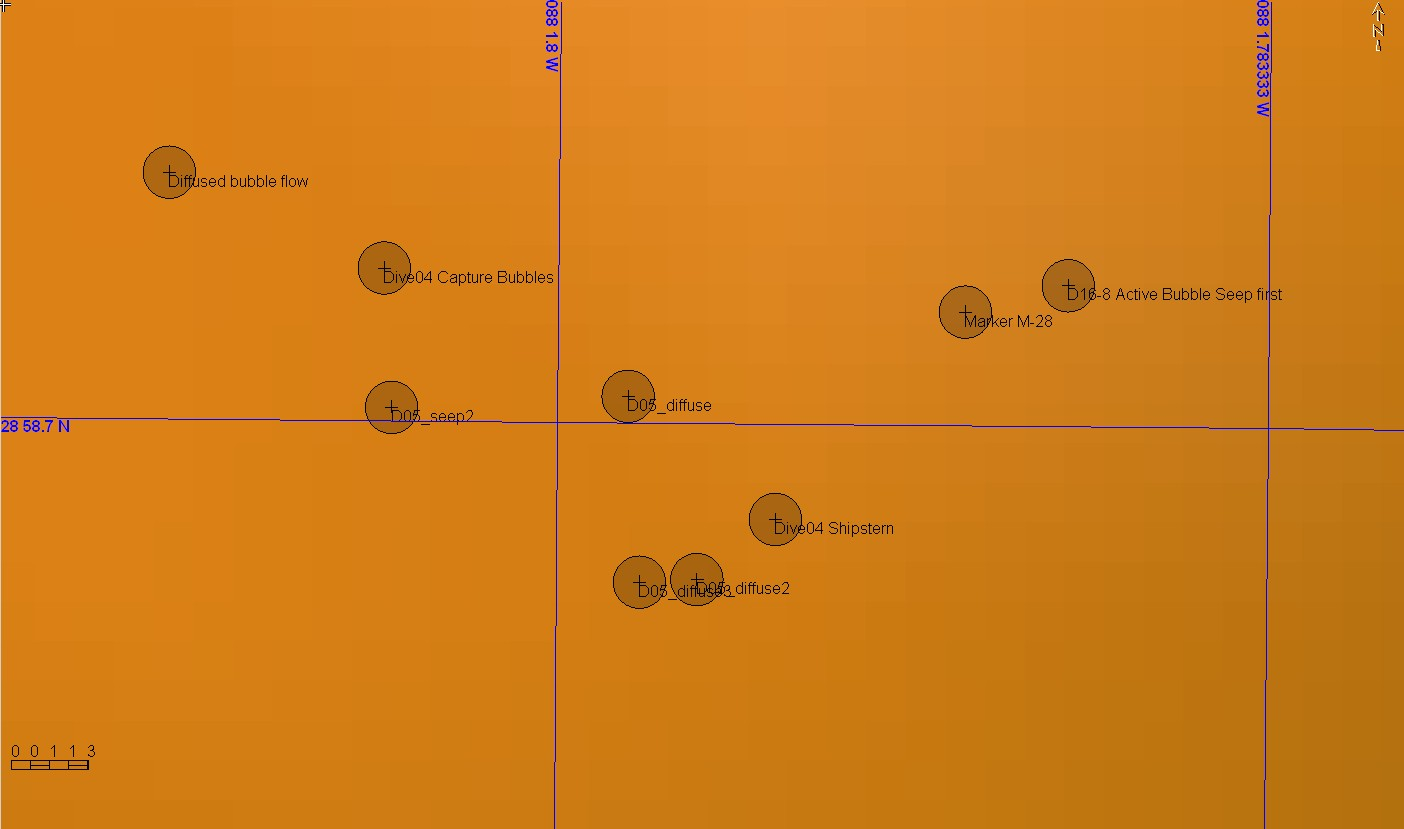 088 1.8 W
088 1.783333 W
N
Diffused bubble flow
Dive04 Capture Bubbles
D16-8 Active Bubble Seep first
Marker M-28
D05_diffuse
D05_seep2
28 58.7 N
Dive04 Shipstern
D05_diffuse2
D05_diffuse3
0 0 1 1 3